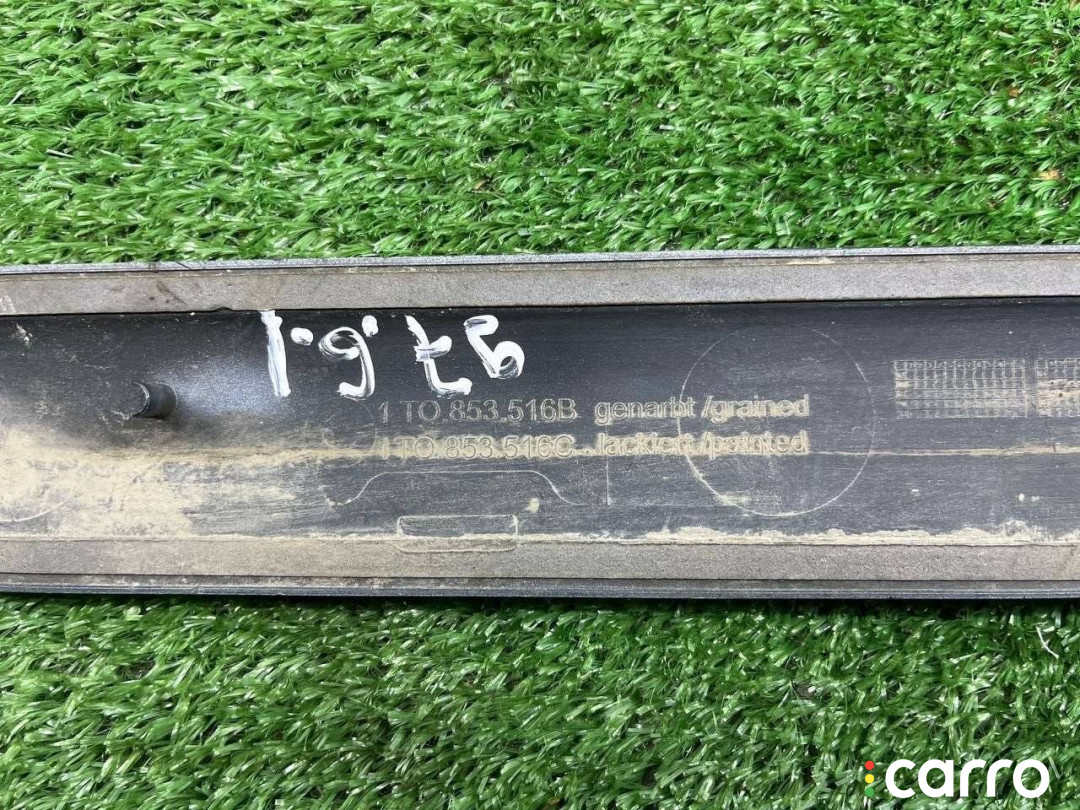 1 TO.853.516B genarbt /grained
1 TO.853.516C lackiert /painted
carro